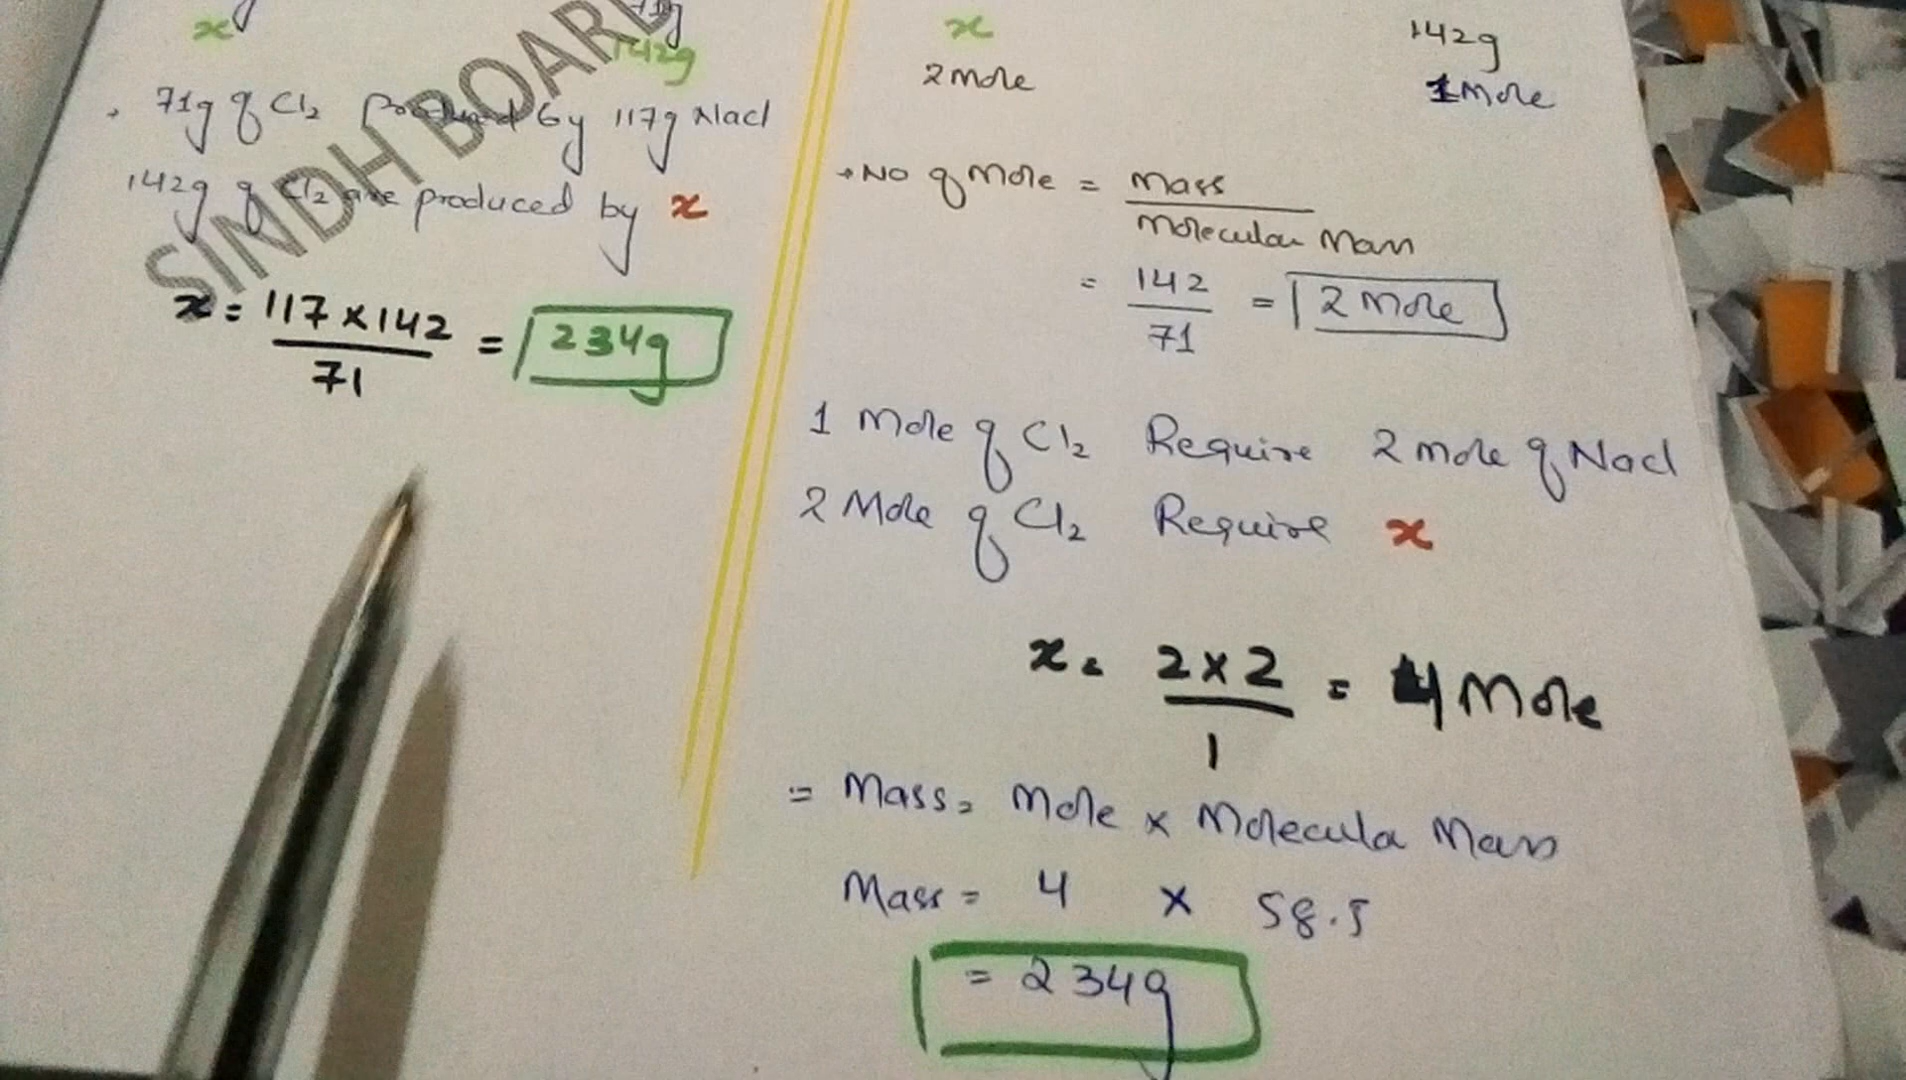 x
142g
71g of Cl₂ produced by 117g NaCl
142g of Cl₂ are produced by x
x = 117 × 142 / 71 = 234g
SINDH BOARD
x 142g
2 mole 1 Mole
No of Mole = Mass / Molecular Mass
= 142 / 71 = 2 Mole
1 Mole of Cl₂ Require 2 mole of NaCl
2 Mole of Cl₂ Require x
x = 2 × 2 / 1 = 4 Mole
= Mass = Mole × Molecula Mass
Mass = 4 × 58.5
= 234g